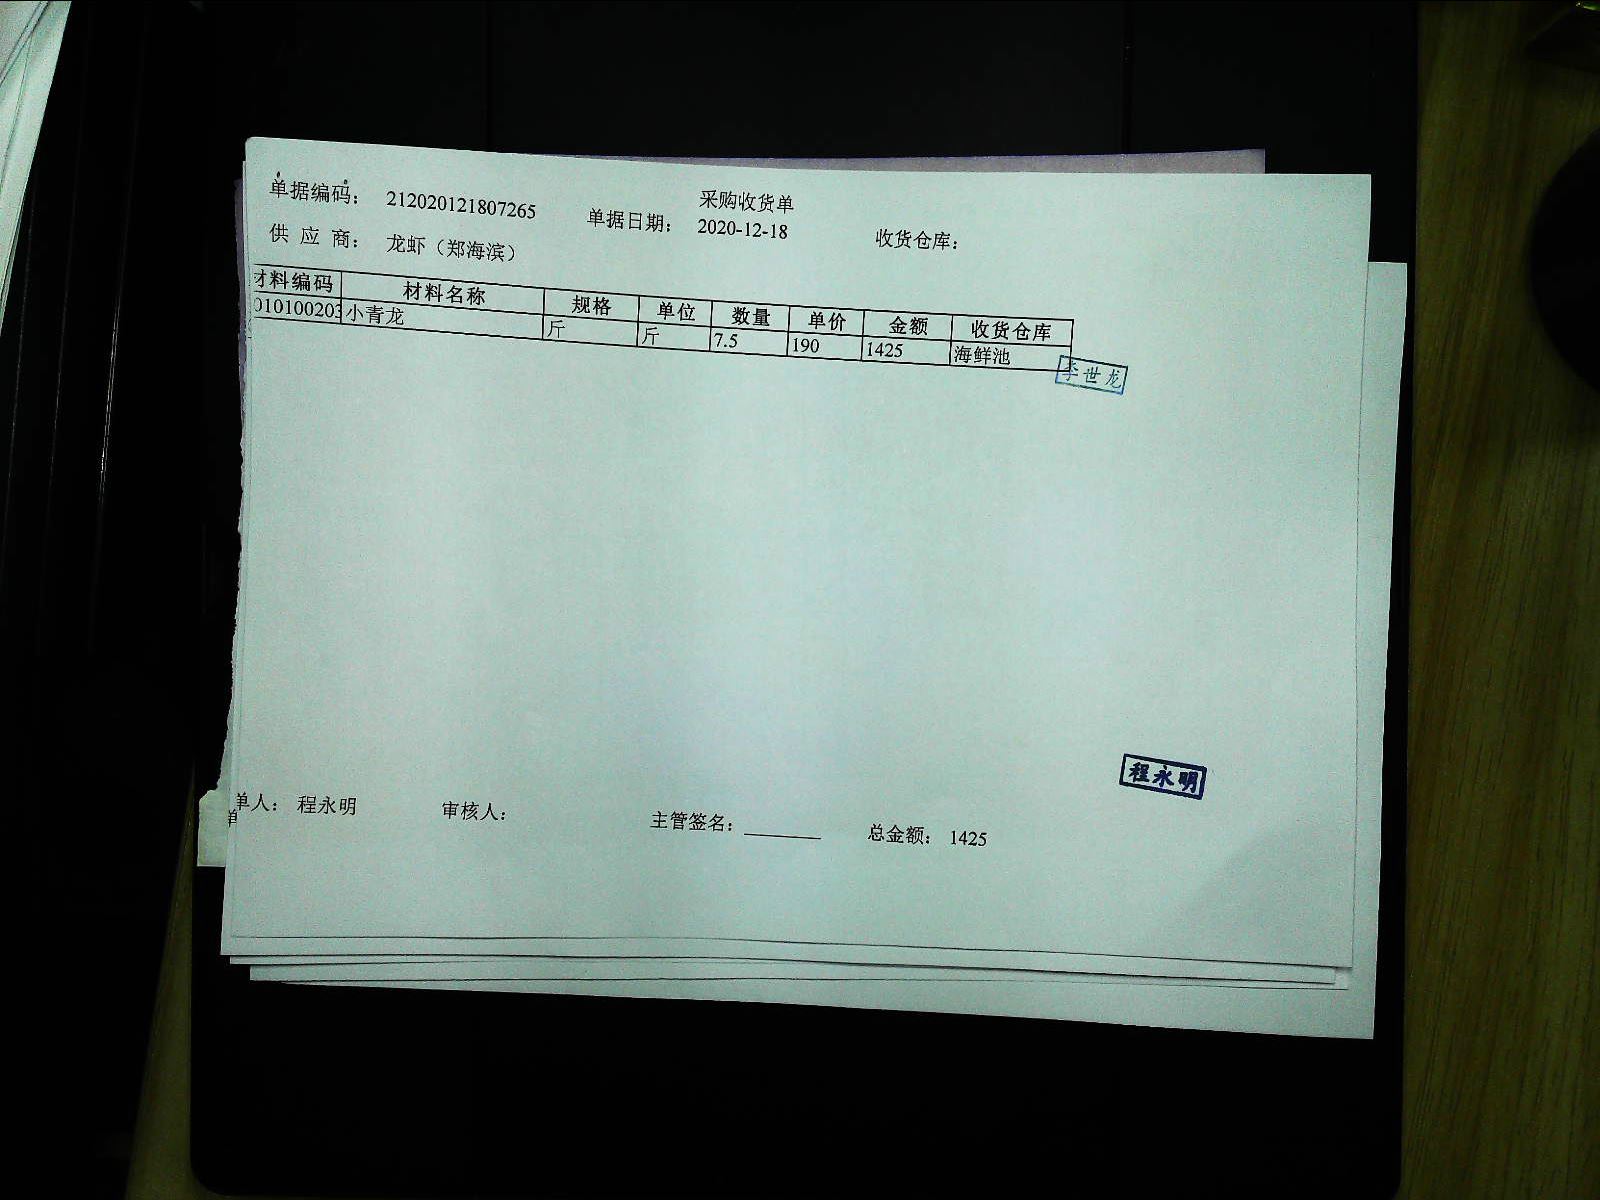 采购收货单
单据编码： 212020121807265 单据日期： 2020-12-18 收货仓库：
供 应 商： 龙虾（郑海滨）
材料编码 材料名称 规格 单位 数量 单价 金额 收货仓库
010100203 小青龙 斤 斤 7.5 190 1425 海鲜池
李世龙
程永明
单人： 程永明 审核人： 主管签名： 总金额： 1425
单